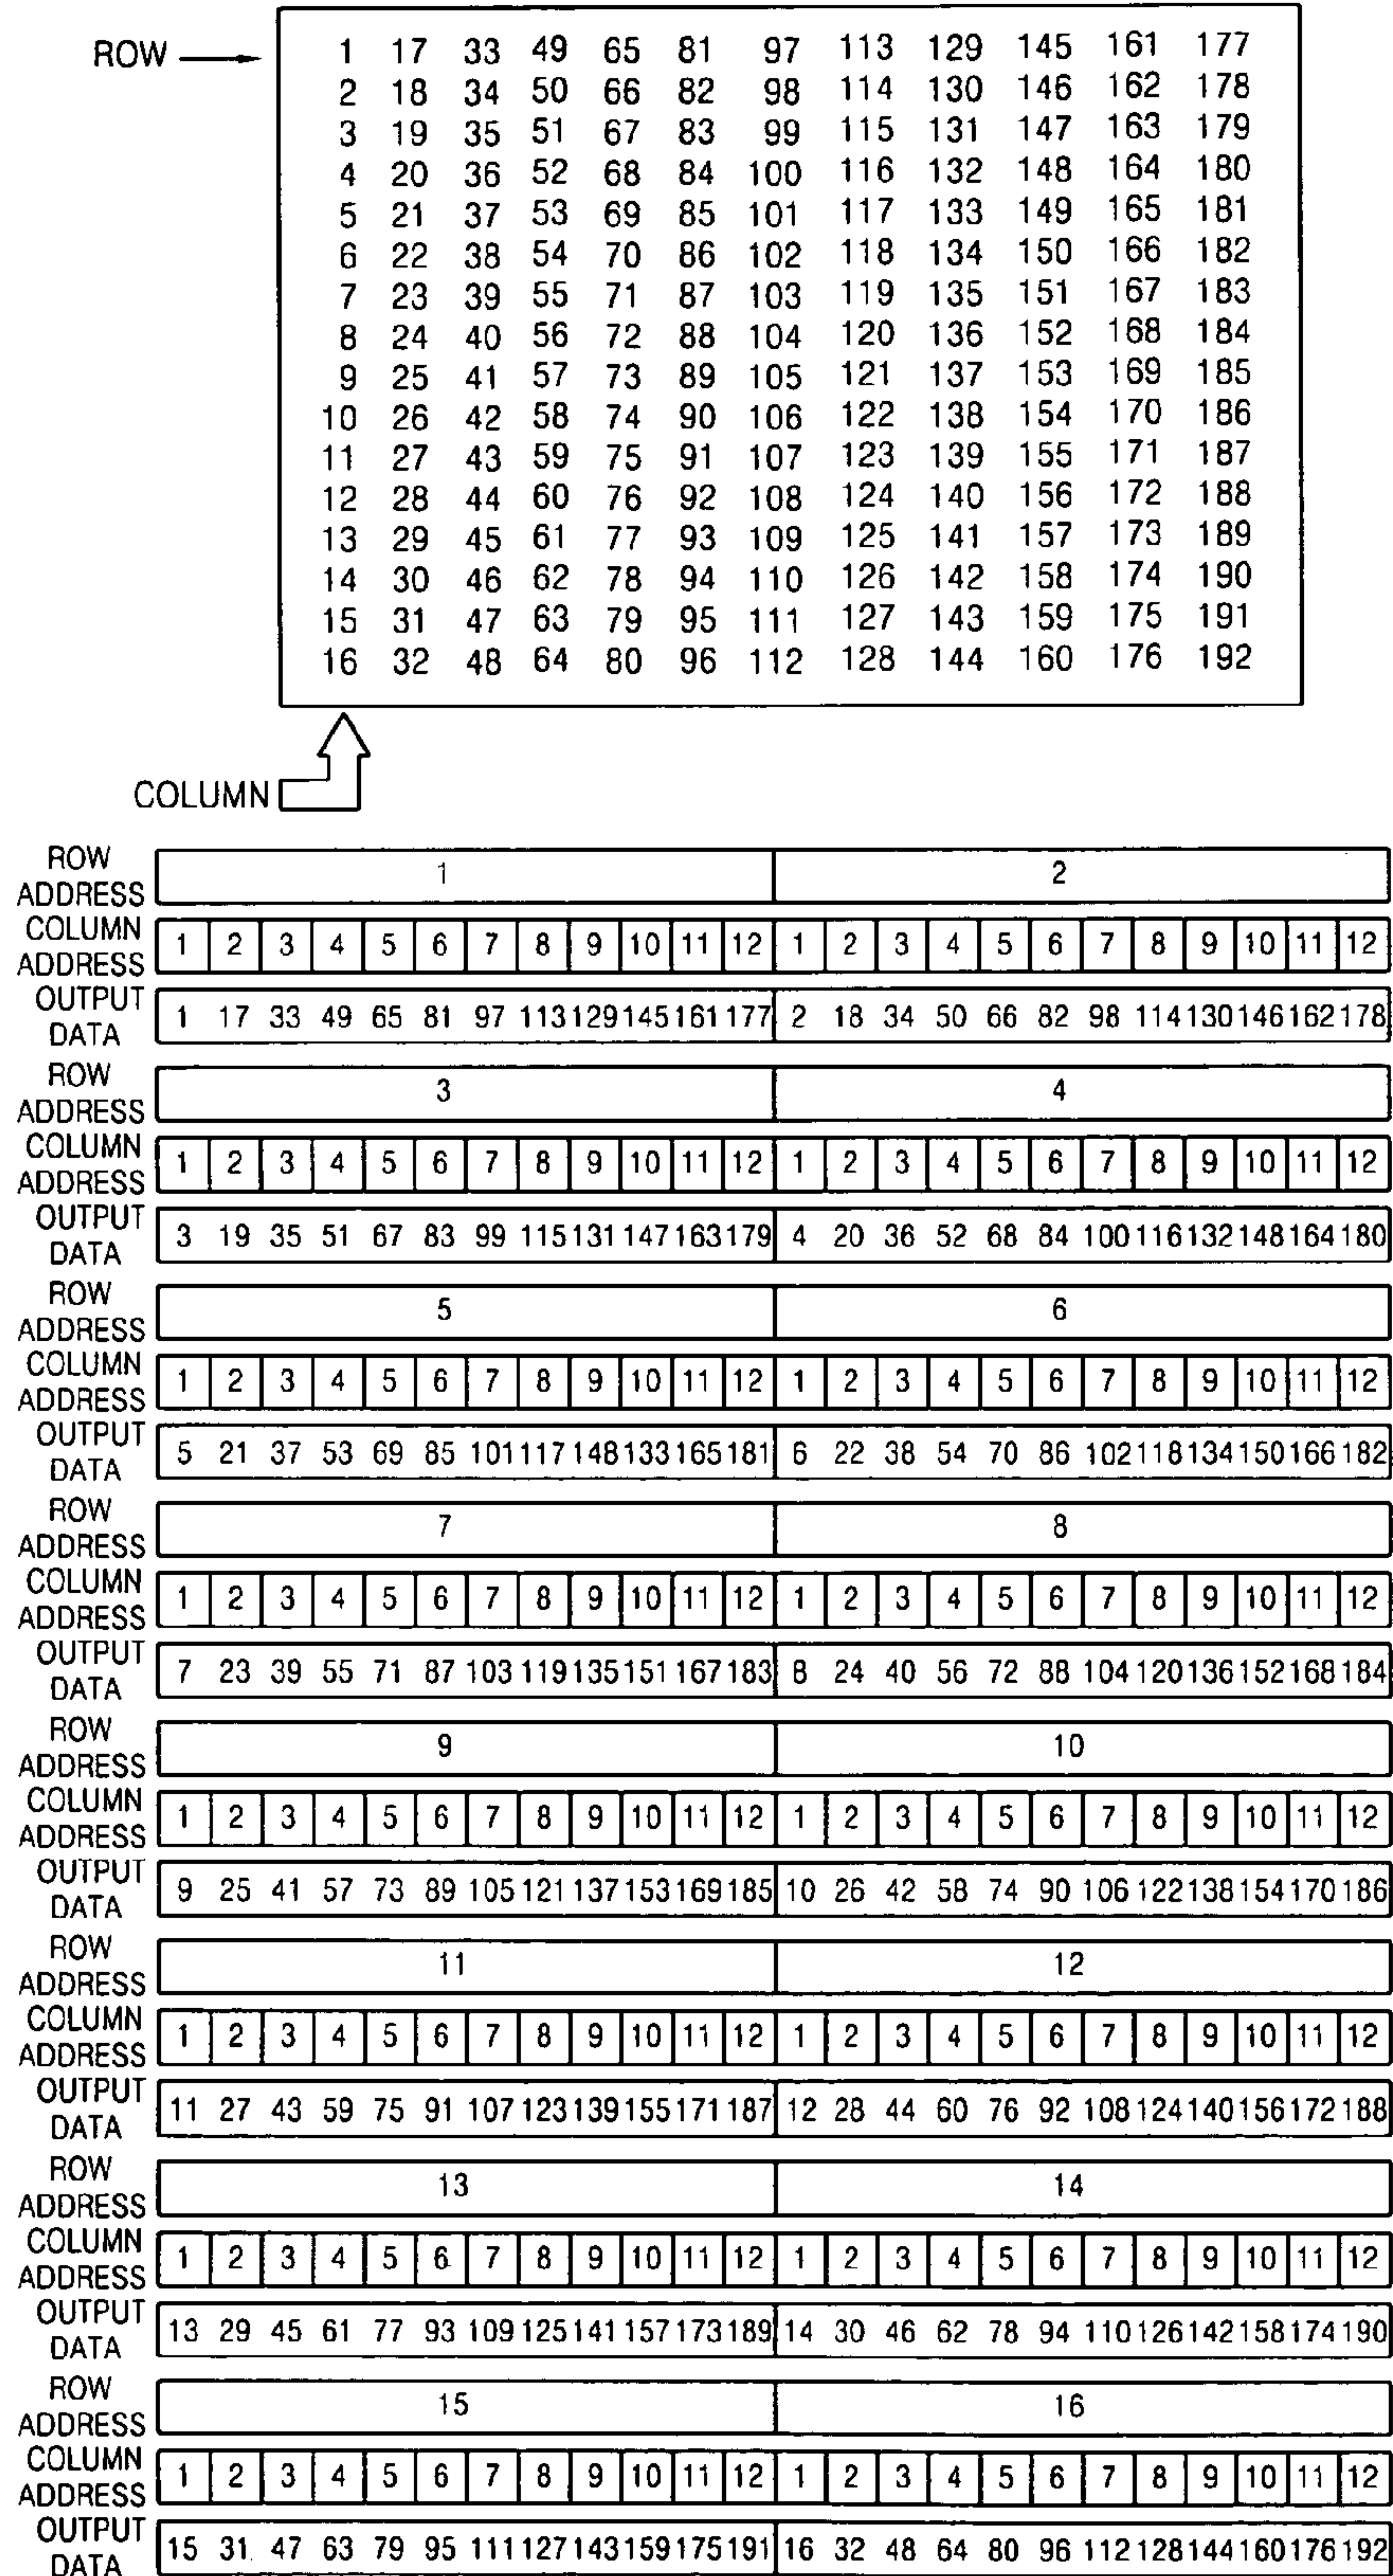 ROW 1 17 33 49 65 81 97 113 129 145 161 177
2 18 34 50 66 82 98 114 130 146 162 178
3 19 35 51 67 83 99 115 131 147 163 179
4 20 36 52 68 84 100 116 132 148 164 180
5 21 37 53 69 85 101 117 133 149 165 181
6 22 38 54 70 86 102 118 134 150 166 182
7 23 39 55 71 87 103 119 135 151 167 183
8 24 40 56 72 88 104 120 136 152 168 184
9 25 41 57 73 89 105 121 137 153 169 185
10 26 42 58 74 90 106 122 138 154 170 186
11 27 43 59 75 91 107 123 139 155 171 187
12 28 44 60 76 92 108 124 140 156 172 188
13 29 45 61 77 93 109 125 141 157 173 189
14 30 46 62 78 94 110 126 142 158 174 190
15 31 47 63 79 95 111 127 143 159 175 191
16 32 48 64 80 96 112 128 144 160 176 192
COLUMN
ROW ADDRESS 1 2
COLUMN ADDRESS 1 2 3 4 5 6 7 8 9 10 11 12 1 2 3 4 5 6 7 8 9 10 11 12
OUTPUT DATA 1 17 33 49 65 81 97 113 129 145 161 177 2 18 34 50 66 82 98 114 130 146 162 178
ROW ADDRESS 3 4
COLUMN ADDRESS 1 2 3 4 5 6 7 8 9 10 11 12 1 2 3 4 5 6 7 8 9 10 11 12
OUTPUT DATA 3 19 35 51 67 83 99 115 131 147 163 179 4 20 36 52 68 84 100 116 132 148 164 180
ROW ADDRESS 5 6
COLUMN ADDRESS 1 2 3 4 5 6 7 8 9 10 11 12 1 2 3 4 5 6 7 8 9 10 11 12
OUTPUT DATA 5 21 37 53 69 85 101 117 148 133 165 181 6 22 38 54 70 86 102 118 134 150 166 182
ROW ADDRESS 7 8
COLUMN ADDRESS 1 2 3 4 5 6 7 8 9 10 11 12 1 2 3 4 5 6 7 8 9 10 11 12
OUTPUT DATA 7 23 39 55 71 87 103 119 135 151 167 183 8 24 40 56 72 88 104 120 136 152 168 184
ROW ADDRESS 9 10
COLUMN ADDRESS 1 2 3 4 5 6 7 8 9 10 11 12 1 2 3 4 5 6 7 8 9 10 11 12
OUTPUT DATA 9 25 41 57 73 89 105 121 137 153 169 185 10 26 42 58 74 90 106 122 138 154 170 186
ROW ADDRESS 11 12
COLUMN ADDRESS 1 2 3 4 5 6 7 8 9 10 11 12 1 2 3 4 5 6 7 8 9 10 11 12
OUTPUT DATA 11 27 43 59 75 91 107 123 139 155 171 187 12 28 44 60 76 92 108 124 140 156 172 188
ROW ADDRESS 13 14
COLUMN ADDRESS 1 2 3 4 5 6 7 8 9 10 11 12 1 2 3 4 5 6 7 8 9 10 11 12
OUTPUT DATA 13 29 45 61 77 93 109 125 141 157 173 189 14 30 46 62 78 94 110 126 142 158 174 190
ROW ADDRESS 15 16
COLUMN ADDRESS 1 2 3 4 5 6 7 8 9 10 11 12 1 2 3 4 5 6 7 8 9 10 11 12
OUTPUT DATA 15 31 47 63 79 95 111 127 143 159 175 191 16 32 48 64 80 96 112 128 144 160 176 192